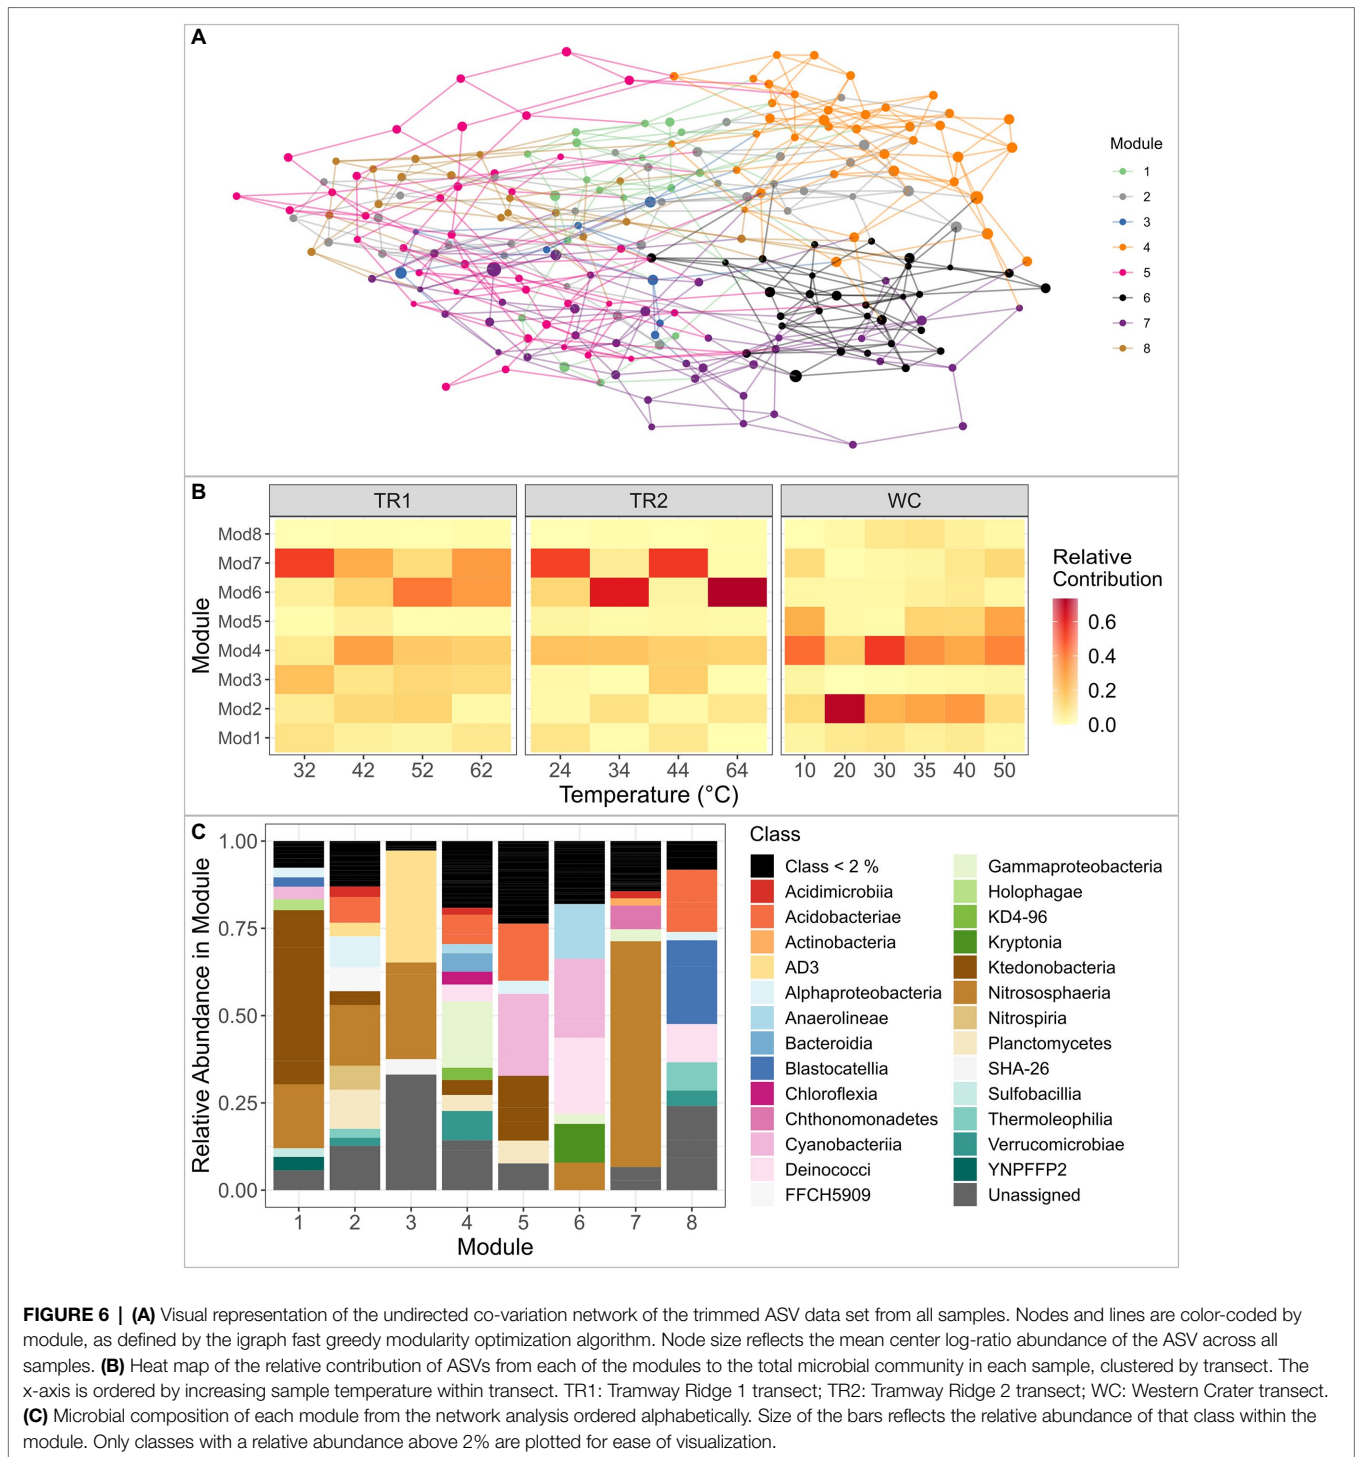 A
Module
1
2
3
4
5
6
7
8
B
TR1 TR2 WC
Mod8
Mod7
Mod6
Mod5
Mod4
Mod3
Mod2
Mod1
Module
32 42 52 62 24 34 44 64 10 20 30 35 40 50
Temperature (°C)
Relative
Contribution
0.6
0.4
0.2
0.0
C
1.00
0.75
0.50
0.25
0.00
Relative Abundance in Module
1 2 3 4 5 6 7 8
Module
Class
Class < 2 %
Acidimicrobiia
Acidobacteriae
Actinobacteria
AD3
Alphaproteobacteria
Anaerolineae
Bacteroidia
Blastocatellia
Chloroflexia
Chthonomonadetes
Cyanobacteriia
Deinococci
FFCH5909
Gammaproteobacteria
Holophagae
KD4-96
Kryptonia
Ktedonobacteria
Nitrososphaeria
Nitrospiria
Planctomycetes
SHA-26
Sulfobacillia
Thermoleophilia
Verrucomicrobiae
YNPFFP2
Unassigned
FIGURE 6 | (A) Visual representation of the undirected co-variation network of the trimmed ASV data set from all samples. Nodes and lines are color-coded by
module, as defined by the igraph fast greedy modularity optimization algorithm. Node size reflects the mean center log-ratio abundance of the ASV across all
samples. (B) Heat map of the relative contribution of ASVs from each of the modules to the total microbial community in each sample, clustered by transect. The
x-axis is ordered by increasing sample temperature within transect. TR1: Tramway Ridge 1 transect; TR2: Tramway Ridge 2 transect; WC: Western Crater transect.
(C) Microbial composition of each module from the network analysis ordered alphabetically. Size of the bars reflects the relative abundance of that class within the
module. Only classes with a relative abundance above 2% are plotted for ease of visualization.